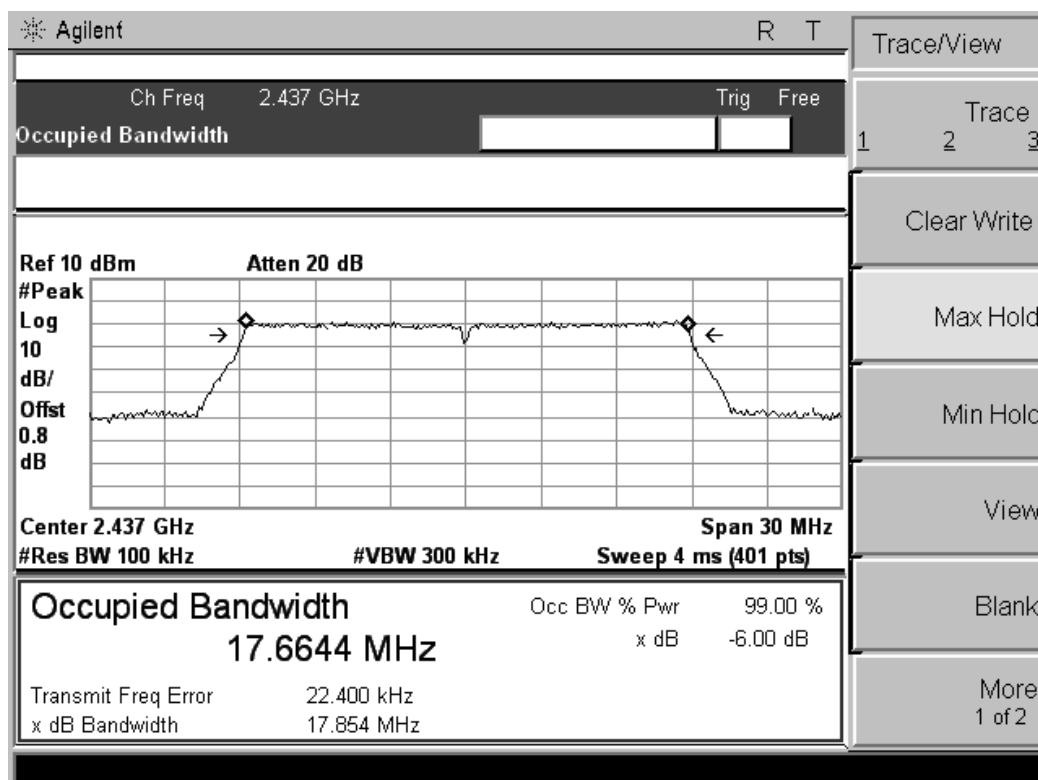 Agilent R T
Trace/View
Ch Freq 2.437 GHz Trig Free
Occupied Bandwidth
Trace
1 2 3
Clear Write
Max Hold
Min Hold
View
Blank
More
1 of 2
Ref 10 dBm Atten 20 dB
#Peak
Log
10
dB/
Offst
0.8
dB
Center 2.437 GHz Span 30 MHz
#Res BW 100 kHz #VBW 300 kHz Sweep 4 ms (401 pts)
Occupied Bandwidth Occ BW % Pwr 99.00 %
17.6644 MHz x dB -6.00 dB
Transmit Freq Error 22.400 kHz
x dB Bandwidth 17.854 MHz